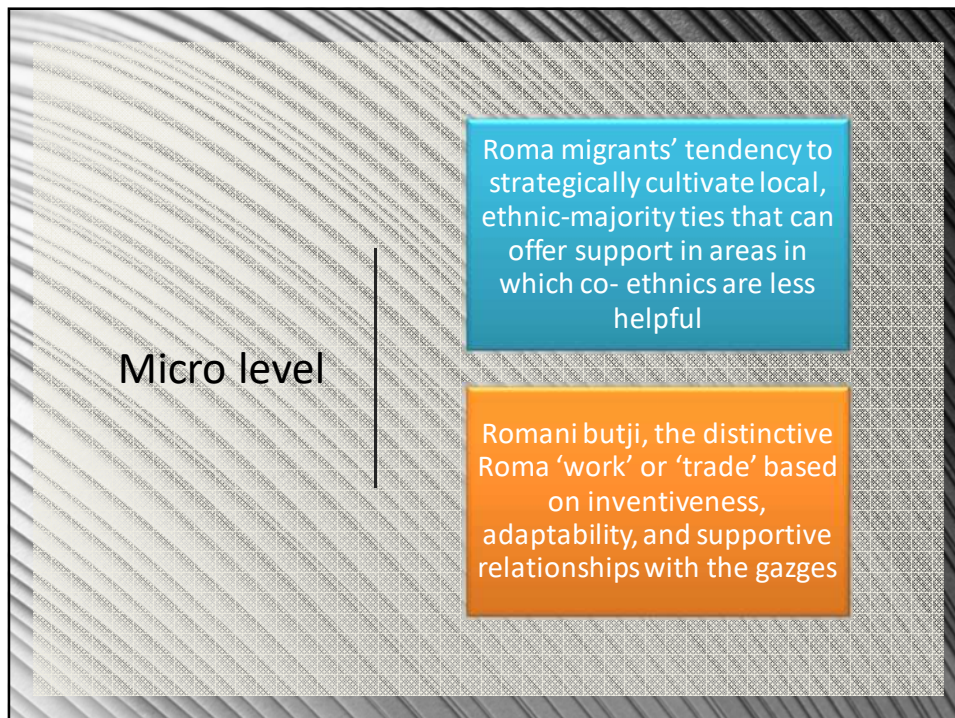 Micro level
Roma migrants’ tendency to
strategically cultivate local,
ethnic-majority ties that can
offer support in areas in
which co- ethnics are less
helpful
Romani butji, the distinctive
Roma ‘work’ or ‘trade’ based
on inventiveness,
adaptability, and supportive
relationships with the gazges